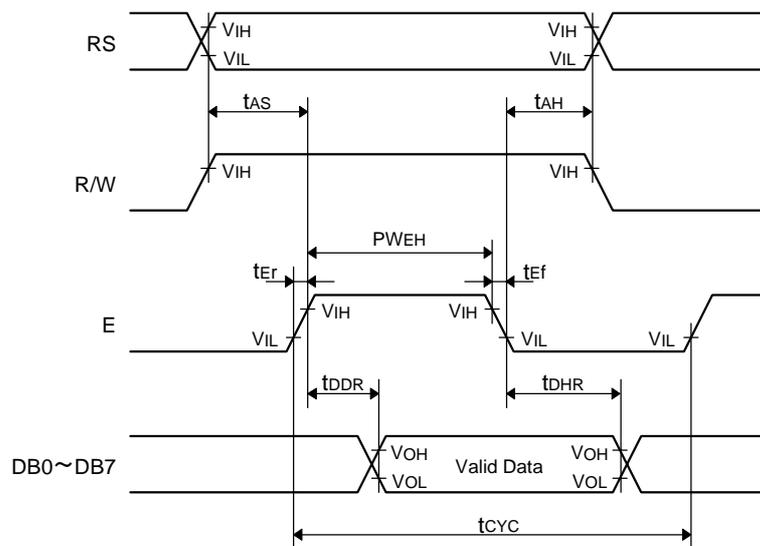 RS
VIH
VIH
VIL
VIL
tAS
tAH
R/W
VIH
VIH
PWEH
tEr
tEf
E
VIH
VIH
VIL
VIL
VIL
tDDR
tDHR
DB0~DB7
VOH
VOH
Valid Data
VOL
VOL
tCYC